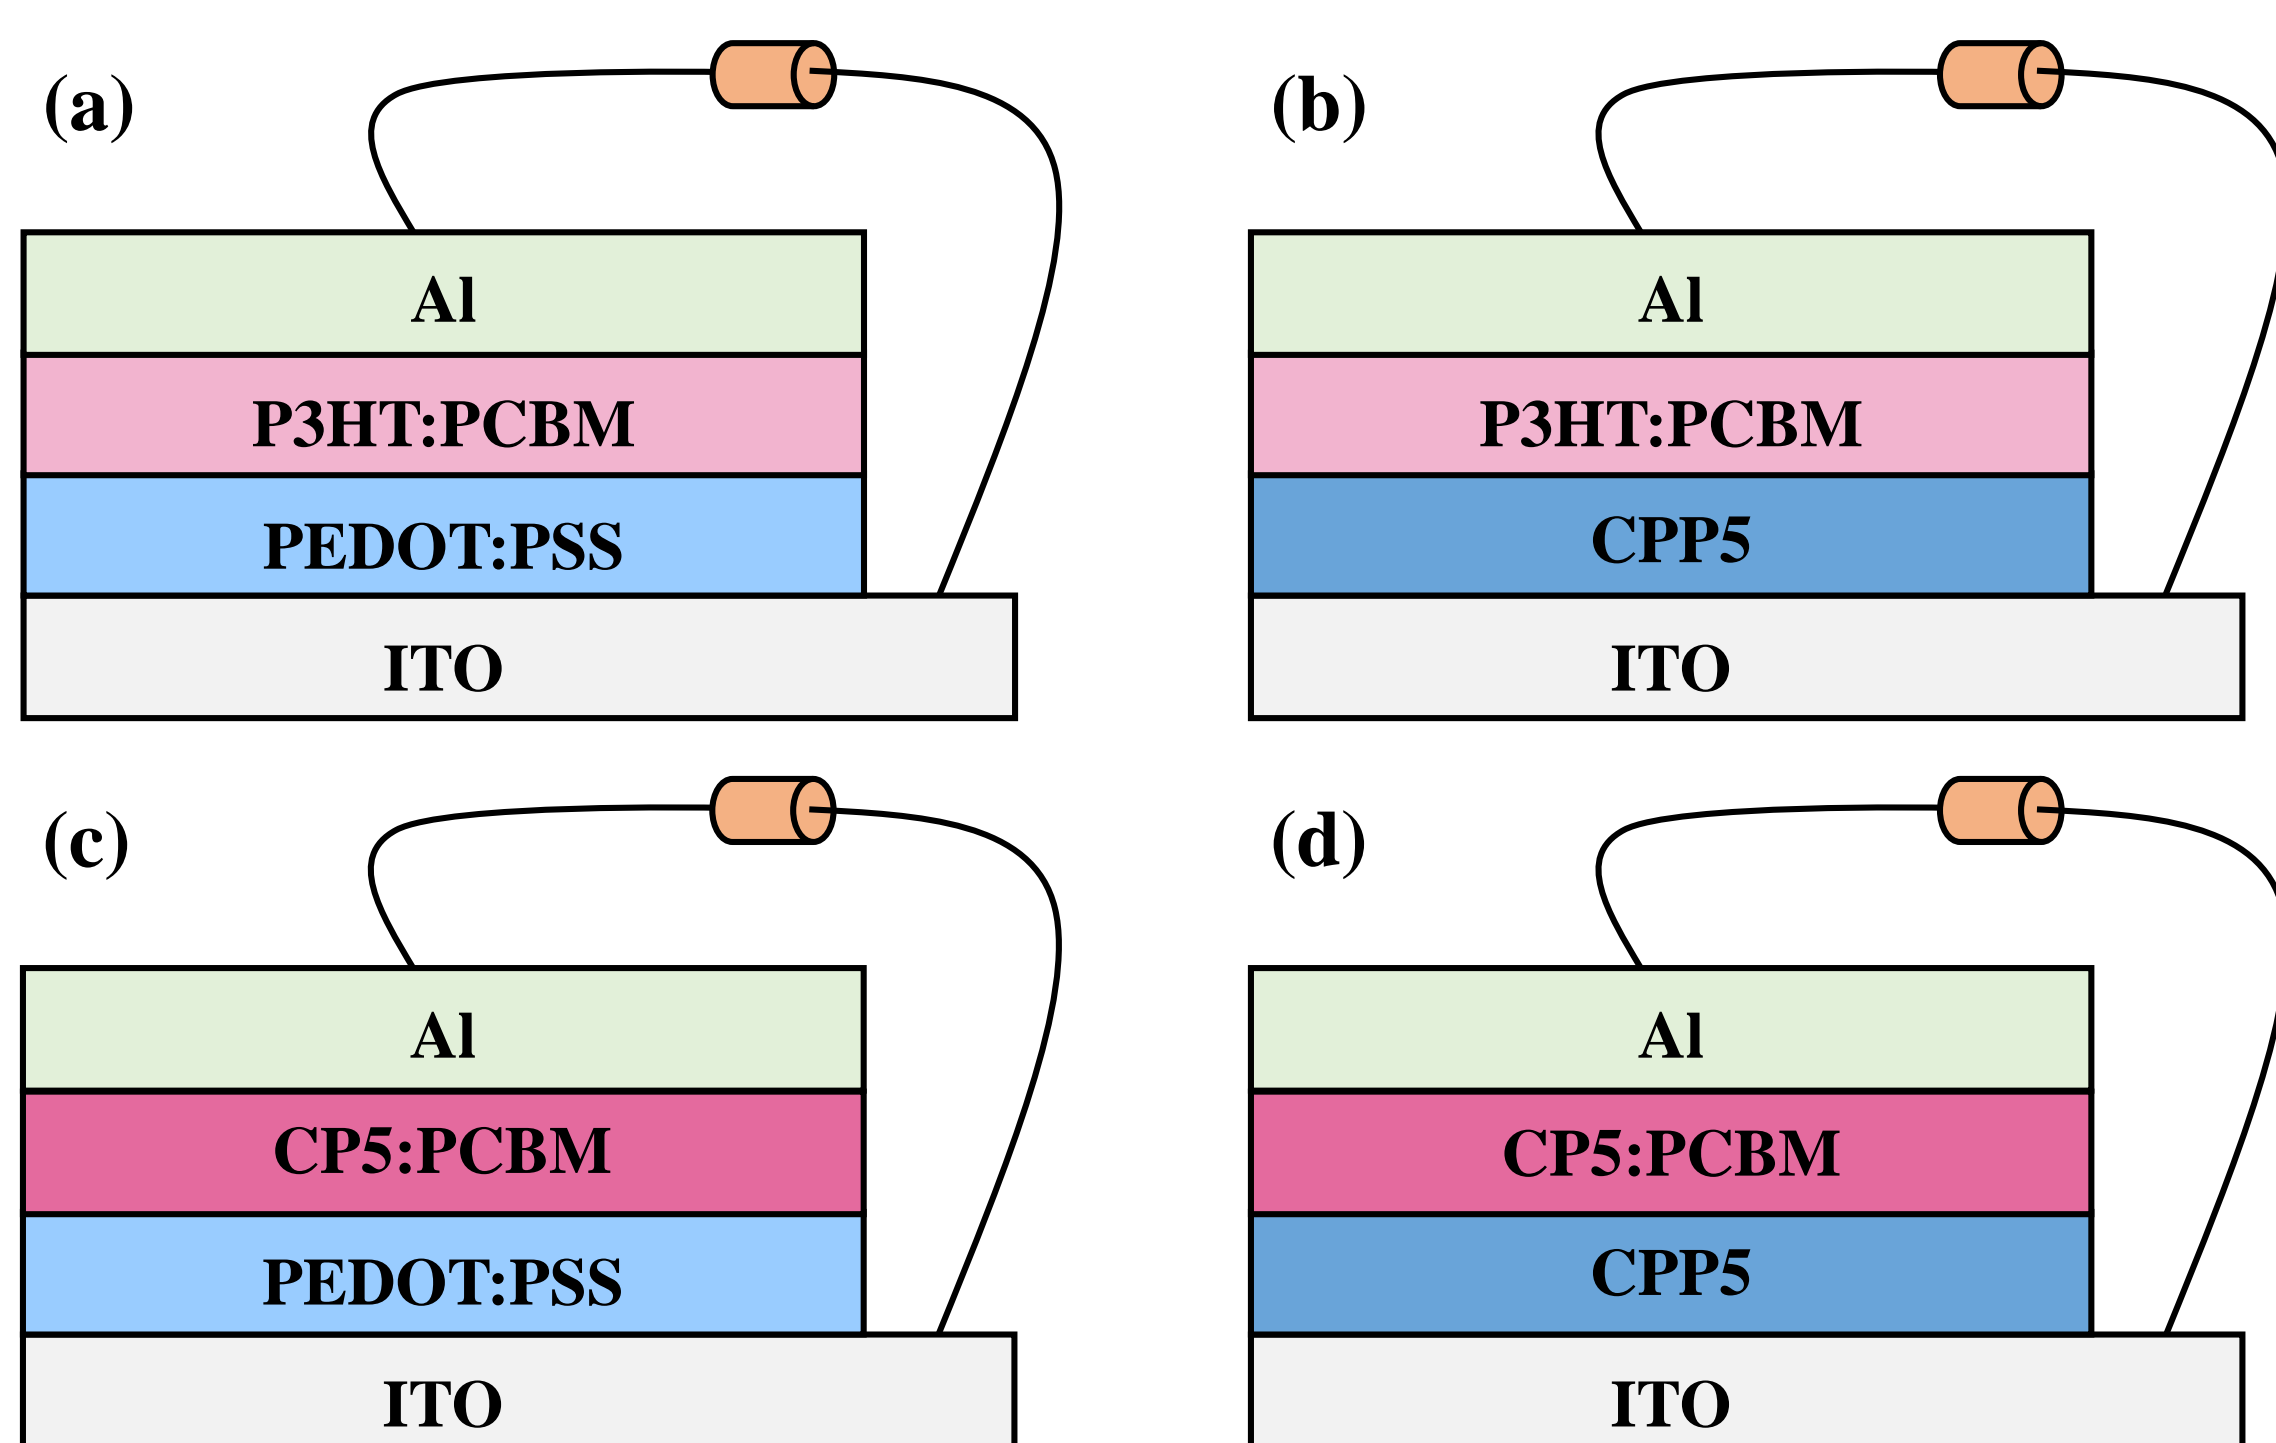 (a)
Al
P3HT:PCBM
PEDOT:PSS
ITO
(b)
Al
P3HT:PCBM
CPP5
ITO
(c)
Al
CP5:PCBM
PEDOT:PSS
ITO
(d)
Al
CP5:PCBM
CPP5
ITO